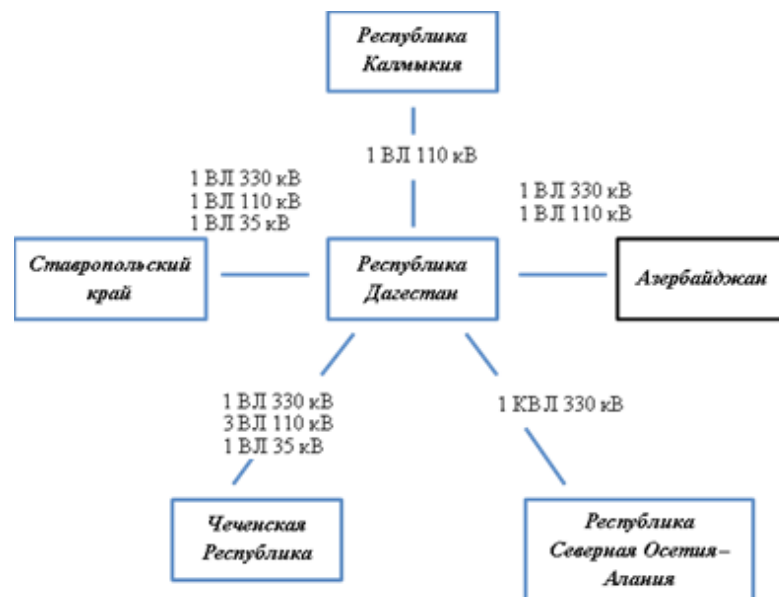 Республика
Калмыкия
1 ВЛ 110 кВ
1 ВЛ 330 кВ
1 ВЛ 110 кВ
1 ВЛ 35 кВ
1 ВЛ 330 кВ
1 ВЛ 110 кВ
Ставропольский
край
Республика
Дагестан
Азербайджан
1 ВЛ 330 кВ
3 ВЛ 110 кВ
1 ВЛ 35 кВ
1 КВЛ 330 кВ
Чеченская
Республика
Республика
Северная Осетия–
Алания